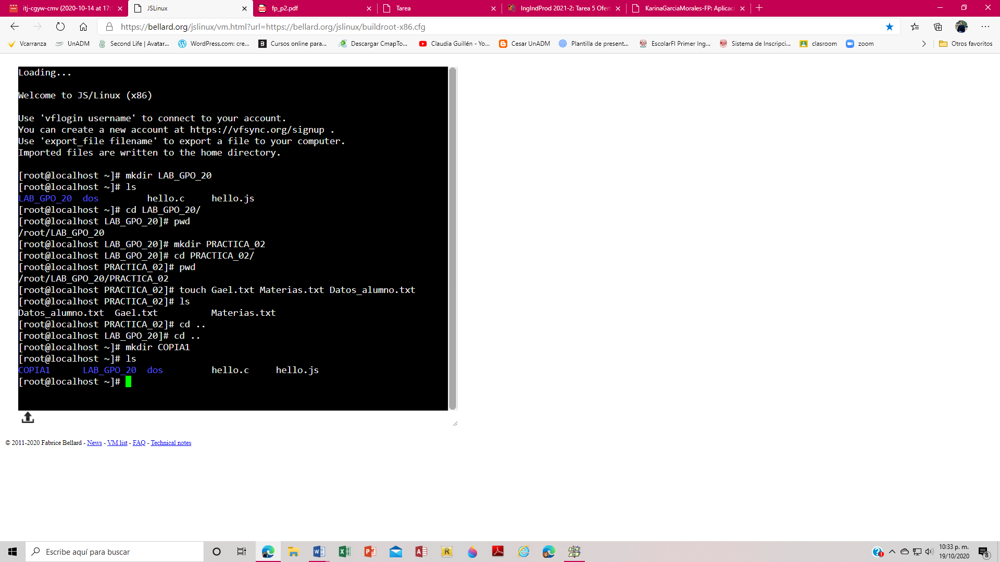 itj-cgyw-cmv (2020-10-14 at 17:
JSLinux
fp_p2.pdf
Tarea
IngIndProd 2021-2: Tarea 5 Ofert
KarinaGarciaMorales-FP: Aplicaci
https://bellard.org/jslinux/vm.html?url=https://bellard.org/jslinux/buildroot-x86.cfg
Vcarranza
UnADM
Second Life | Avatar...
WordPress.com: cre...
Cursos online para...
Descargar CmapTo...
Claudia Guillén - Yo...
Cesar UnADM
Plantilla de present...
EscolarFI Primer Ing...
Sistema de Inscripci...
clasroom
zoom
Otros favoritos
Loading...
Welcome to JS/Linux (x86)
Use 'vflogin username' to connect to your account.
You can create a new account at https://vfsync.org/signup .
Use 'export_file filename' to export a file to your computer.
Imported files are written to the home directory.
[root@localhost ~]# mkdir LAB_GPO_20
[root@localhost ~]# ls
LAB_GPO_20  dos         hello.c     hello.js
[root@localhost ~]# cd LAB_GPO_20/
[root@localhost LAB_GPO_20]# pwd
/root/LAB_GPO_20
[root@localhost LAB_GPO_20]# mkdir PRACTICA_02
[root@localhost LAB_GPO_20]# cd PRACTICA_02/
[root@localhost PRACTICA_02]# pwd
/root/LAB_GPO_20/PRACTICA_02
[root@localhost PRACTICA_02]# touch Gael.txt Materias.txt Datos_alumno.txt
[root@localhost PRACTICA_02]# ls
Datos_alumno.txt  Gael.txt          Materias.txt
[root@localhost PRACTICA_02]# cd ..
[root@localhost LAB_GPO_20]# cd ..
[root@localhost ~]# mkdir COPIA1
[root@localhost ~]# ls
COPIA1      LAB_GPO_20  dos         hello.c     hello.js
[root@localhost ~]#
© 2011-2020 Fabrice Bellard - News - VM list - FAQ - Technical notes
Escribe aquí para buscar
10:33 p. m.
19/10/2020
8